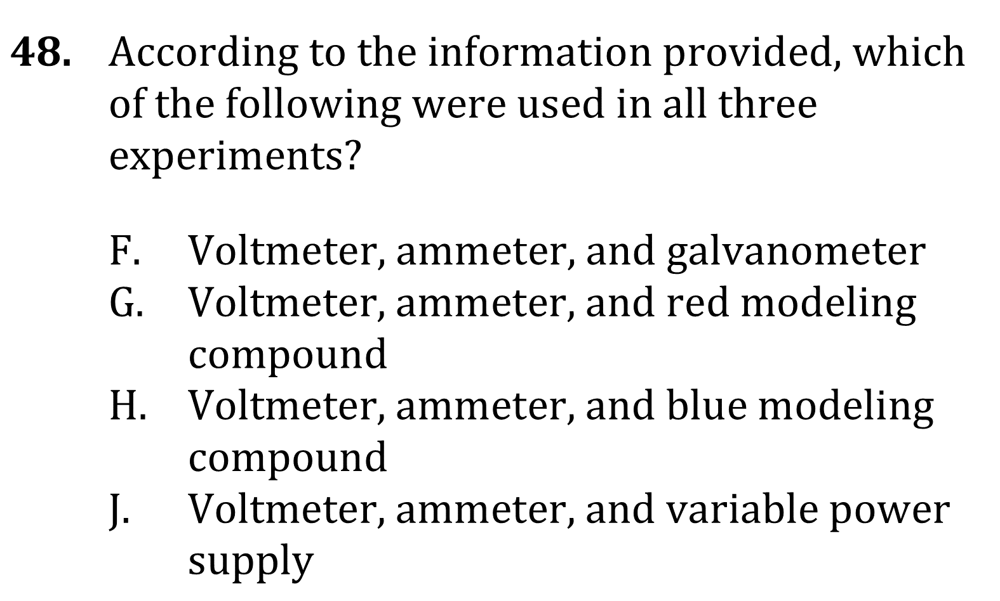 48. According to the information provided, which
of the following were used in all three
experiments?
F. Voltmeter, ammeter, and galvanometer
G. Voltmeter, ammeter, and red modeling
compound
H. Voltmeter, ammeter, and blue modeling
compound
J. Voltmeter, ammeter, and variable power
supply